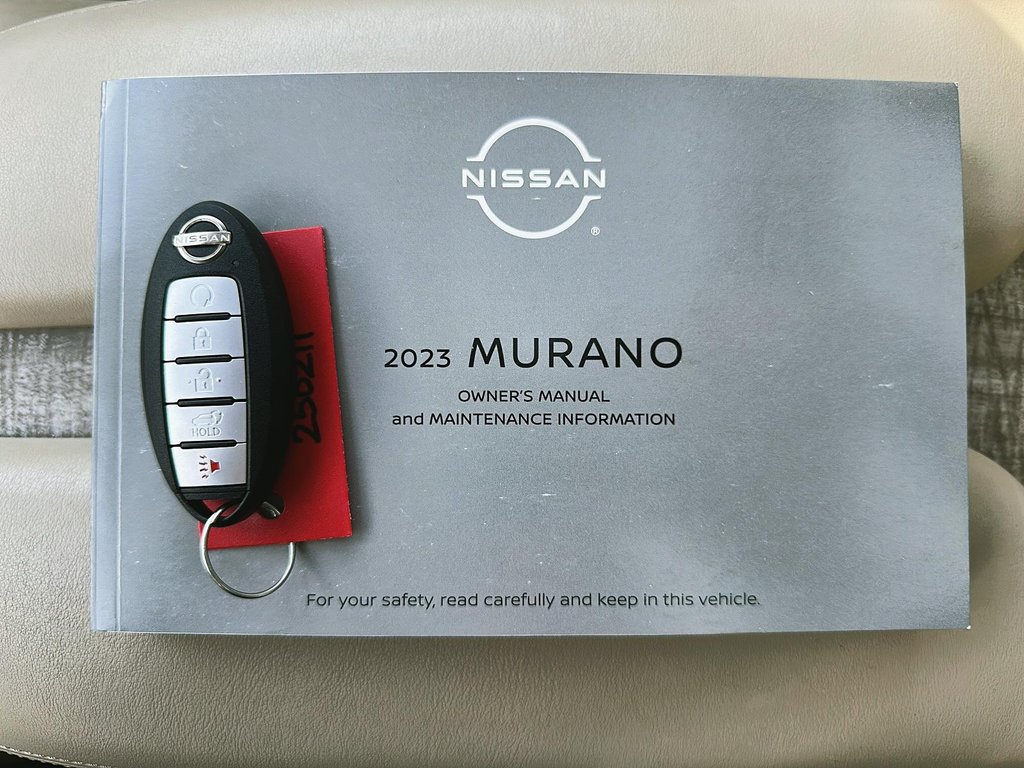 NISSAN
®
2023 MURANO
OWNER'S MANUAL
and MAINTENANCE INFORMATION
For your safety, read carefully and keep in this vehicle.
NISSAN
HOLD